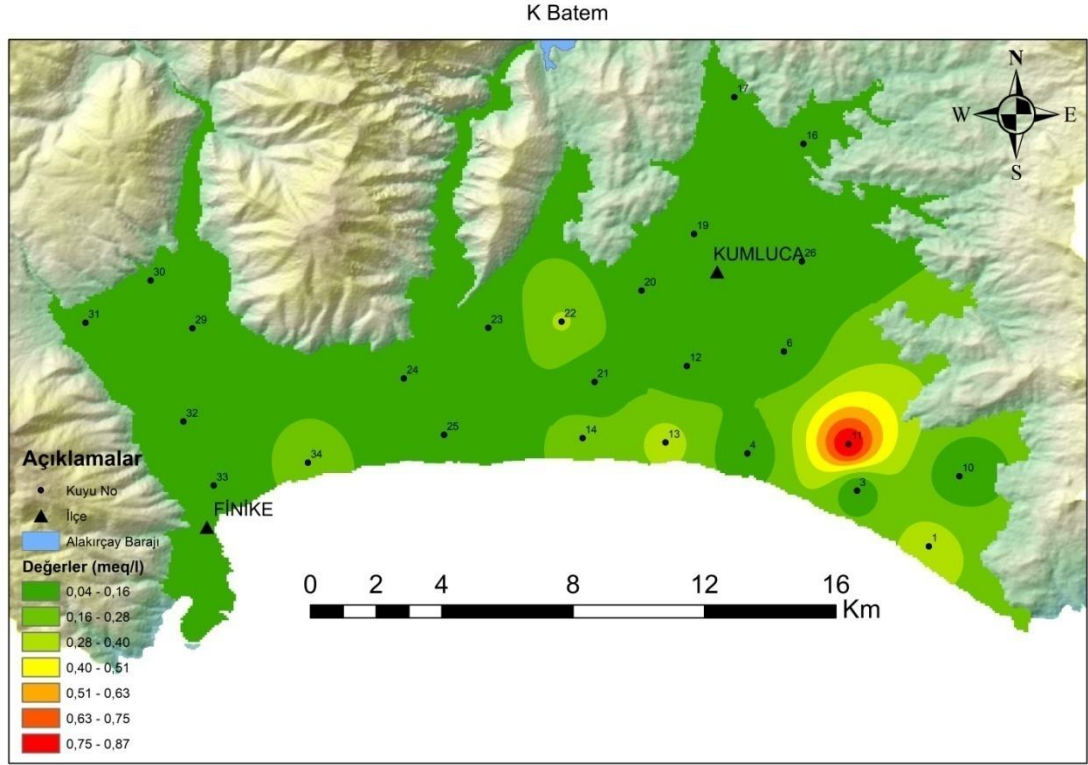 K Batem
N
W E
S
17
16
19
KUMLUCA
26
20
30
31
29
23
22
6
12
24
21
32
25
14
13
4
11
34
10
33
3
1
FİNİKE
Açıklamalar
Kuyu No
İlçe
Alakırçay Barajı
Değerler (meq/l)
0,04 - 0,16
0,16 - 0,28
0,28 - 0,40
0,40 - 0,51
0,51 - 0,63
0,63 - 0,75
0,75 - 0,87
0 2 4 8 12 16
Km